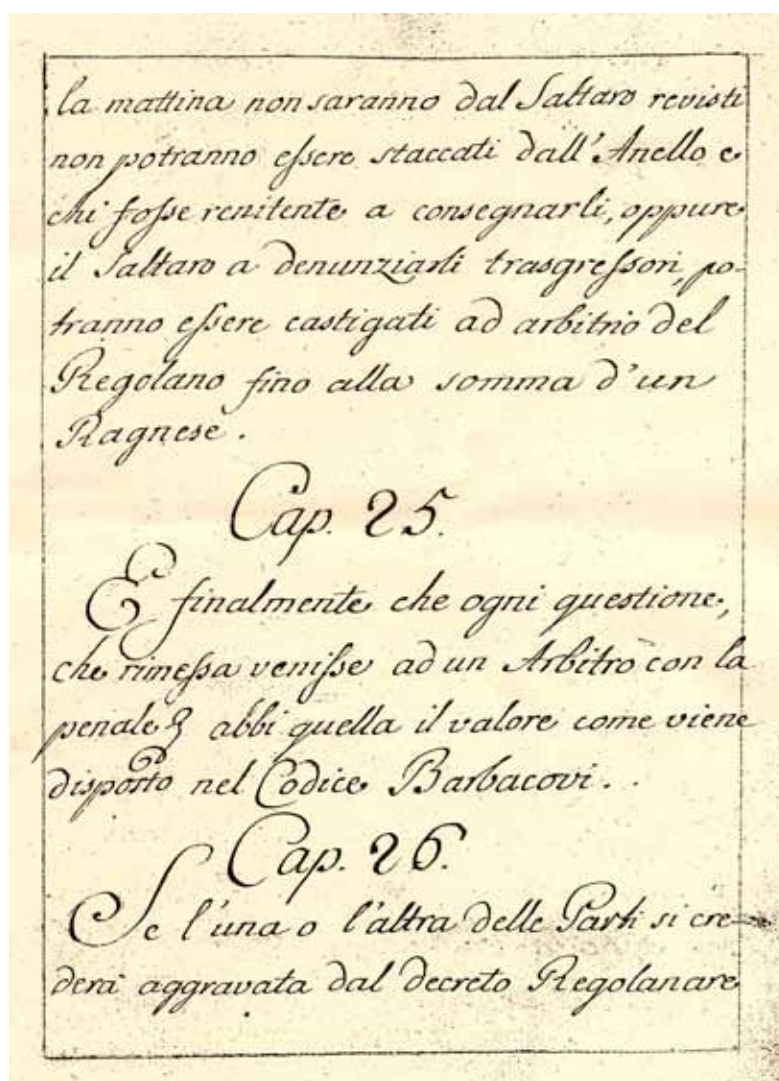 la mattina non saranno dal Saltaro revisti
non potranno essere staccati dall'Anello e
chi fosse renitente a consegnarli, oppure
il Saltaro a denunziarli trasgressori, po-
tranno essere castigati ad arbitrio del
Regolano fino alla somma d'un
Ragnese.
Cap. 25.
E finalmente che ogni questione,
che rimessa venisse ad un Arbitro con la
penale abbi quella il valore come viene
disposto nel Codice Barbacovi.
Cap. 26.
Se l'una o l'altra delle Parti si cre-
derà aggravata dal decreto Regolanare